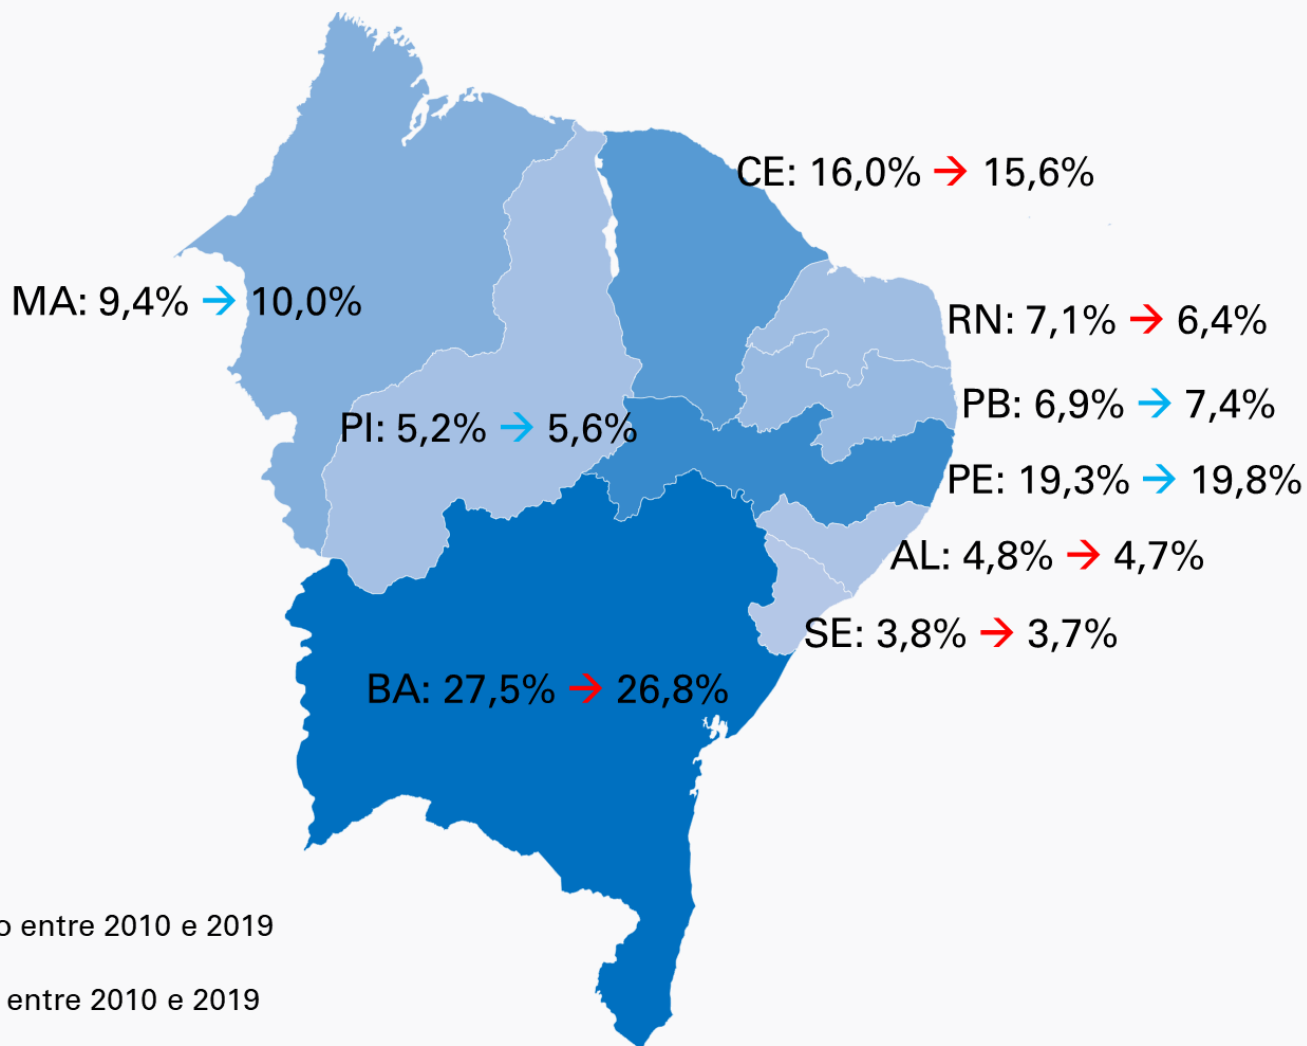 CE: 16,0% → 15,6%
MA: 9,4% → 10,0%
RN: 7,1% → 6,4%
PB: 6,9% → 7,4%
PI: 5,2% → 5,6%
PE: 19,3% → 19,8%
AL: 4,8% → 4,7%
SE: 3,8% → 3,7%
BA: 27,5% → 26,8%
entre 2010 e 2019
entre 2010 e 2019